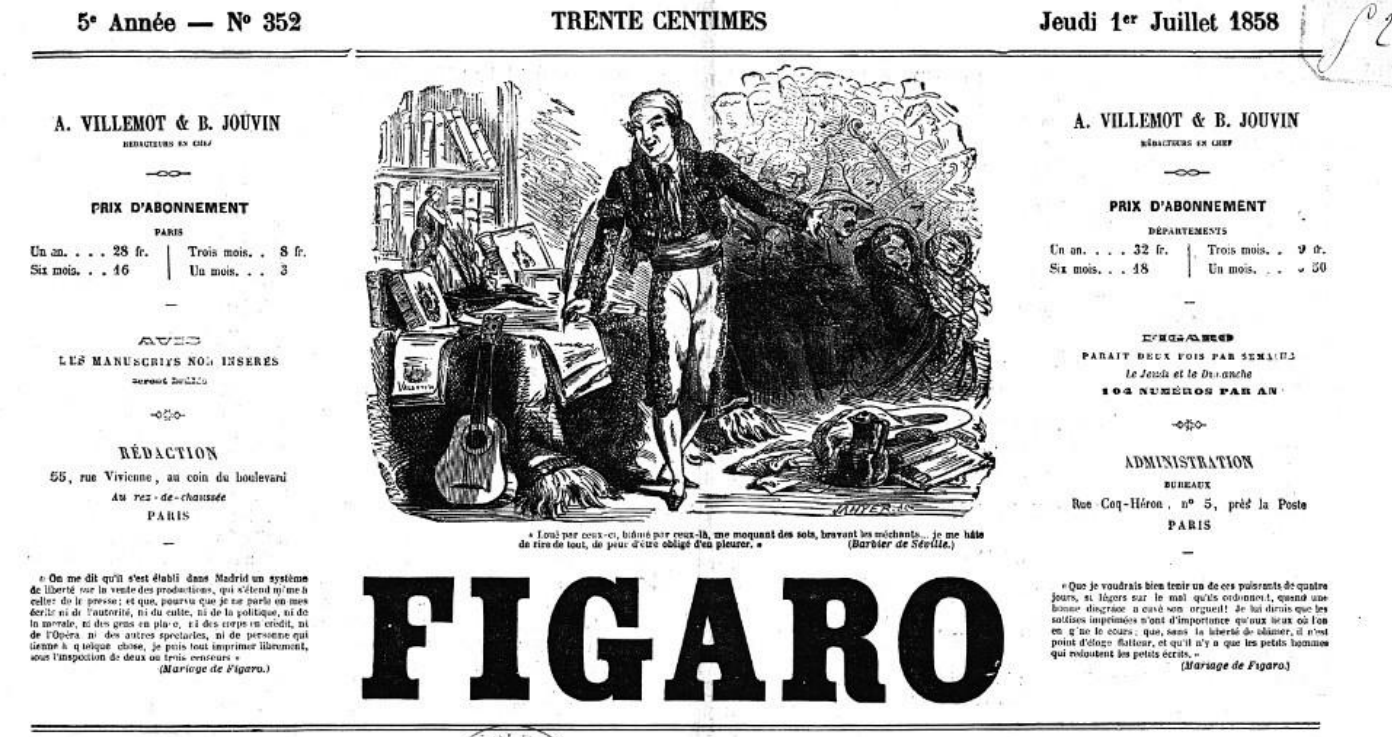 5e Année — No 352
TRENTE CENTIMES
Jeudi 1er Juillet 1858
A. VILLEMOT & B. JOUVIN
RÉDACTEURS EN CHEF
PRIX D'ABONNEMENT
PARIS
Un an. . . . 28 fr. Trois mois. . 8 fr.
Six mois. . . 16 Un mois. . . 3
AVIS
LES MANUSCRITS NON INSÉRÉS
seront
RÉDACTION
55, rue Vivienne, au coin du boulevard
Au rez-de-chaussée
PARIS
« On me dit qu'il s'est établi dans Madrid un système
de liberté sur la vente des productions, qui s'étend même à
celles de la presse; et que, pourvu que je ne parle en mes
écrits ni de l'autorité, ni du culte, ni de la politique, ni de
la morale, ni des gens en place, ni des corps en crédit, ni
de l'Opéra ni des autres spectacles, ni de personne qui
tienne à quelque chose, je puis tout imprimer librement,
sous l'inspection de deux ou trois censeurs »
(Mariage de Figaro.)
VALENTIN
JAHYER
« Loué par ceux-ci, blâmé par ceux-là, me moquant des sots, bravant les méchants... je me hâte
de rire de tout, de peur d'être obligé d'en pleurer. » (Barbier de Séville.)
FIGARO
A. VILLEMOT & B. JOUVIN
RÉDACTEURS EN CHEF
PRIX D'ABONNEMENT
DÉPARTEMENTS
Un an. . . . 32 fr. Trois mois. . 9 fr.
Six mois. . . 18 Un mois. . . 50
FIGARO
PARAIT DEUX FOIS PAR SEMAINE
Le Jeudi et le Dimanche
104 NUMÉROS PAR AN
ADMINISTRATION
BUREAUX
Rue Coq-Héron, no 5, près la Poste
PARIS
« Que je voudrais bien tenir un de ces puissants de quatre
jours, si légers sur le mal qu'ils ordonnent, quand une
bonne disgrâce a cuvé son orgueil! Je lui dirais que les
sottises imprimées n'ont d'importance qu'aux lieux où l'on
en gêne le cours; que, sans la liberté de blâmer, il n'est
point d'éloge flatteur, et qu'il n'y a que les petits hommes
qui redoutent les petits écrits. »
(Mariage de Figaro.)